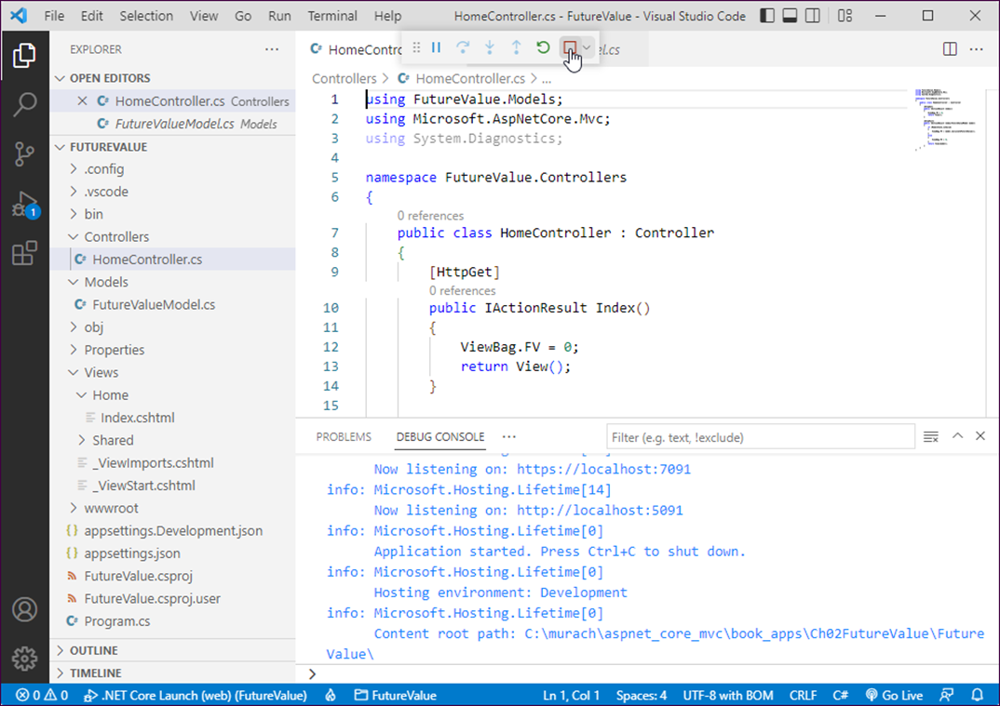 File Edit Selection View Go Run Terminal Help HomeController.cs - FutureValue - Visual Studio Code
EXPLORER
OPEN EDITORS
HomeController.cs Controllers
FutureValueModel.cs Models
FUTUREVALUE
.config
.vscode
bin
Controllers
HomeController.cs
Models
FutureValueModel.cs
obj
Properties
Views
Home
Index.cshtml
Shared
_ViewImports.cshtml
_ViewStart.cshtml
wwwroot
appsettings.Development.json
appsettings.json
FutureValue.csproj
FutureValue.csproj.user
Program.cs
OUTLINE
TIMELINE
1
HomeContro
el.cs
Controllers > HomeController.cs > ...
1 using FutureValue.Models;
2 using Microsoft.AspNetCore.Mvc;
3 using System.Diagnostics;
4
5 namespace FutureValue.Controllers
6 {
0 references
7 public class HomeController : Controller
8 {
9 [HttpGet]
0 references
10 public IActionResult Index()
11 {
12 ViewBag.FV = 0;
13 return View();
14 }
15
PROBLEMS DEBUG CONSOLE ... Filter (e.g. text, !exclude)
Now listening on: https://localhost:7091
info: Microsoft.Hosting.Lifetime[14]
Now listening on: http://localhost:5091
info: Microsoft.Hosting.Lifetime[0]
Application started. Press Ctrl+C to shut down.
info: Microsoft.Hosting.Lifetime[0]
Hosting environment: Development
info: Microsoft.Hosting.Lifetime[0]
Content root path: C:\murach\aspnet_core_mvc\book_apps\Ch02FutureValue\Future
Value\
>
0 0 .NET Core Launch (web) (FutureValue) FutureValue Ln 1, Col 1 Spaces: 4 UTF-8 with BOM CRLF C# Go Live